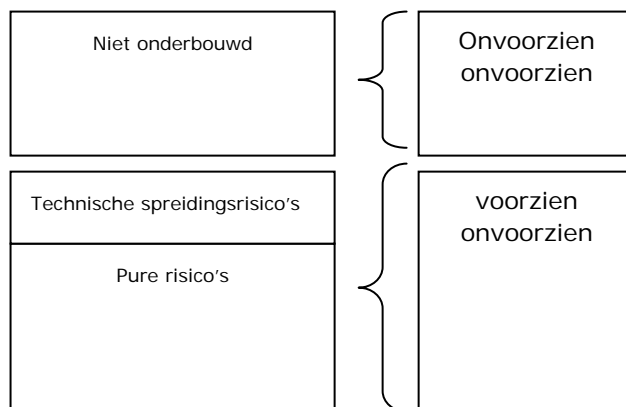 Niet onderbouwd
Onvoorzien
onvoorzien
Technische spreidingsrisico's
Pure risico's
voorzien
onvoorzien